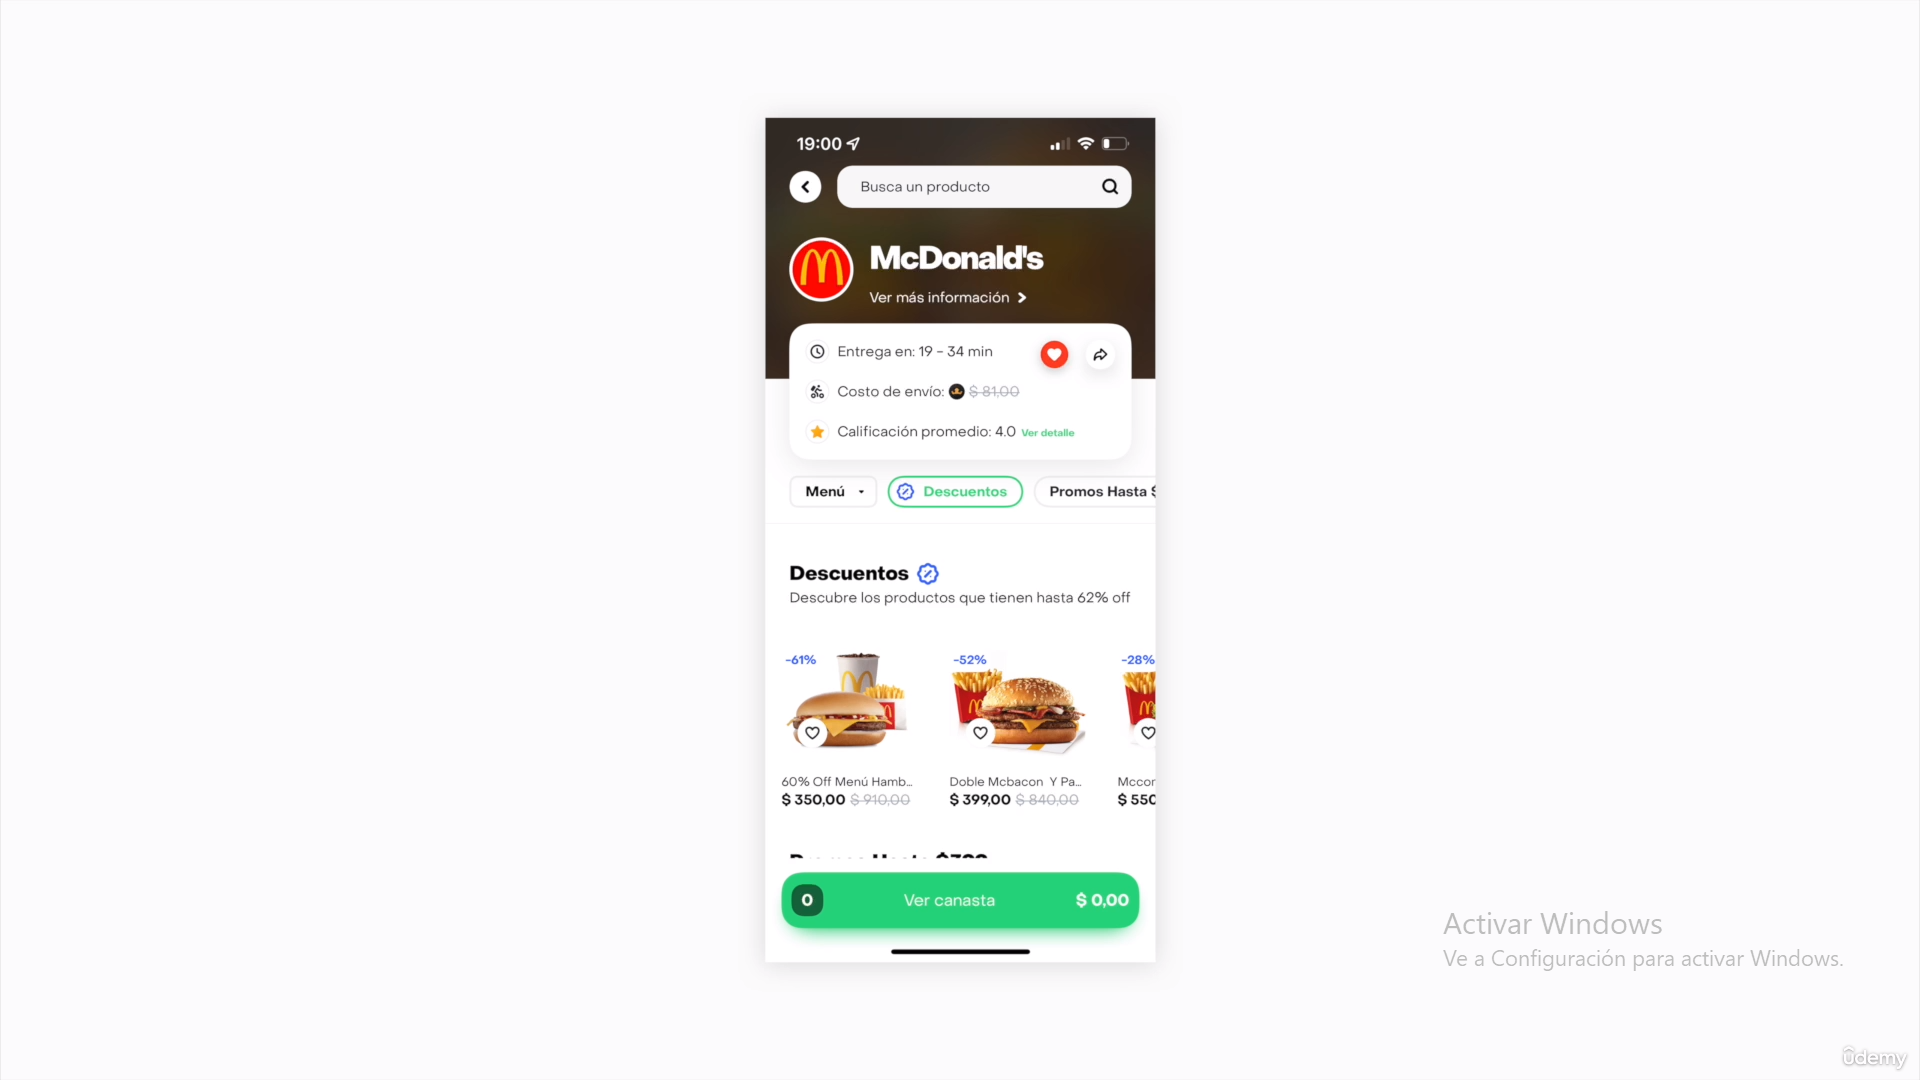 19:00
Busca un producto
McDonald's
Ver más información
Entrega en: 19 - 34 min
Costo de envío: $ 81,00
Calificación promedio: 4.0 Ver detalle
Menú Descuentos Promos Hasta $
Descuentos
Descubre los productos que tienen hasta 62% off
-61% -52% -28%
60% Off Menú Hamb... Doble Mcbacon Y Pa... Mccor
$ 350,00 $ 910,00 $ 399,00 $ 840,00 $ 550
0 Ver canasta $ 0,00
Activar Windows
Ve a Configuración para activar Windows.
ûdemy